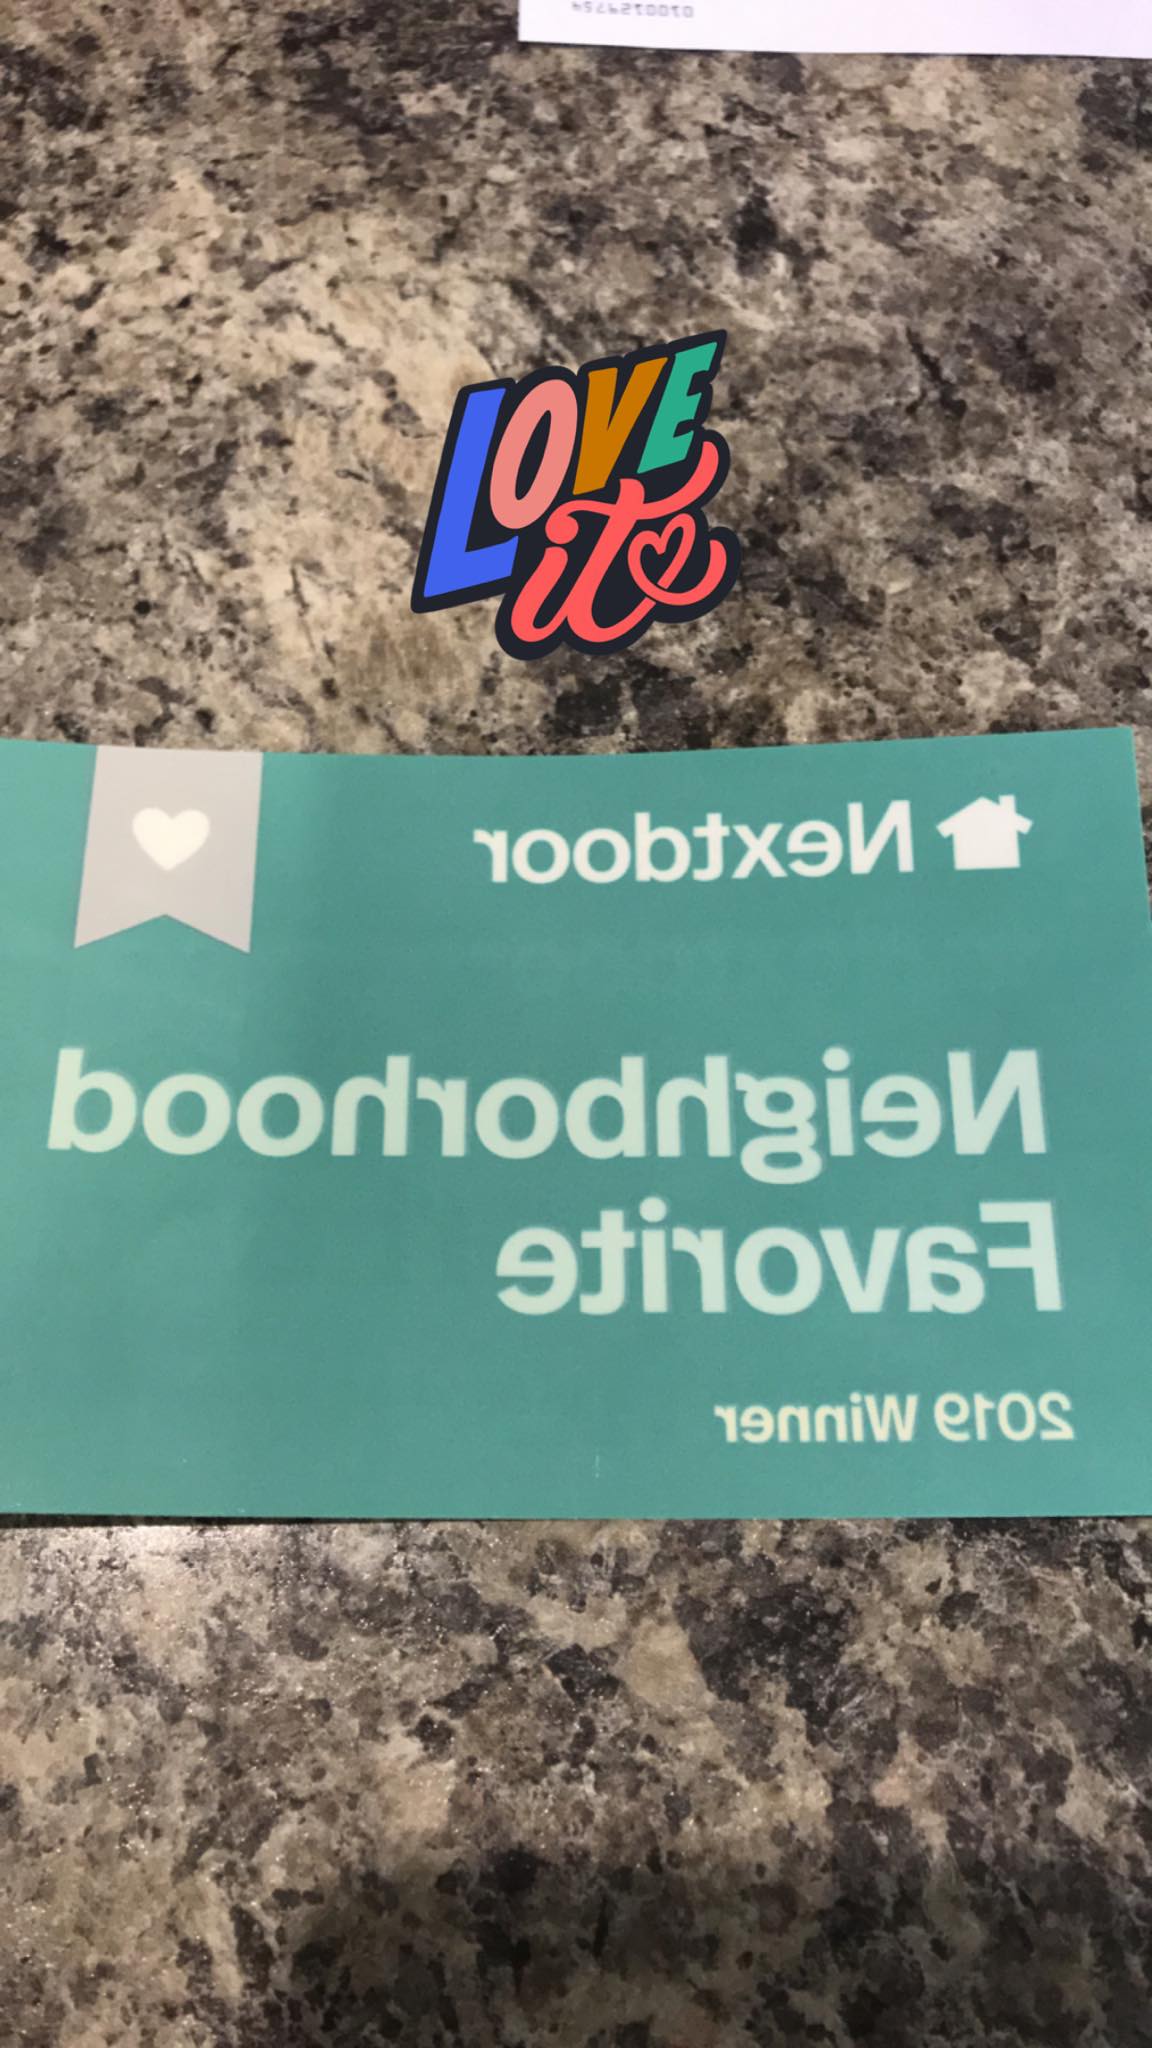 LOVE
it
Nextdoor
Neighborhood
Favorite
2019 Winner